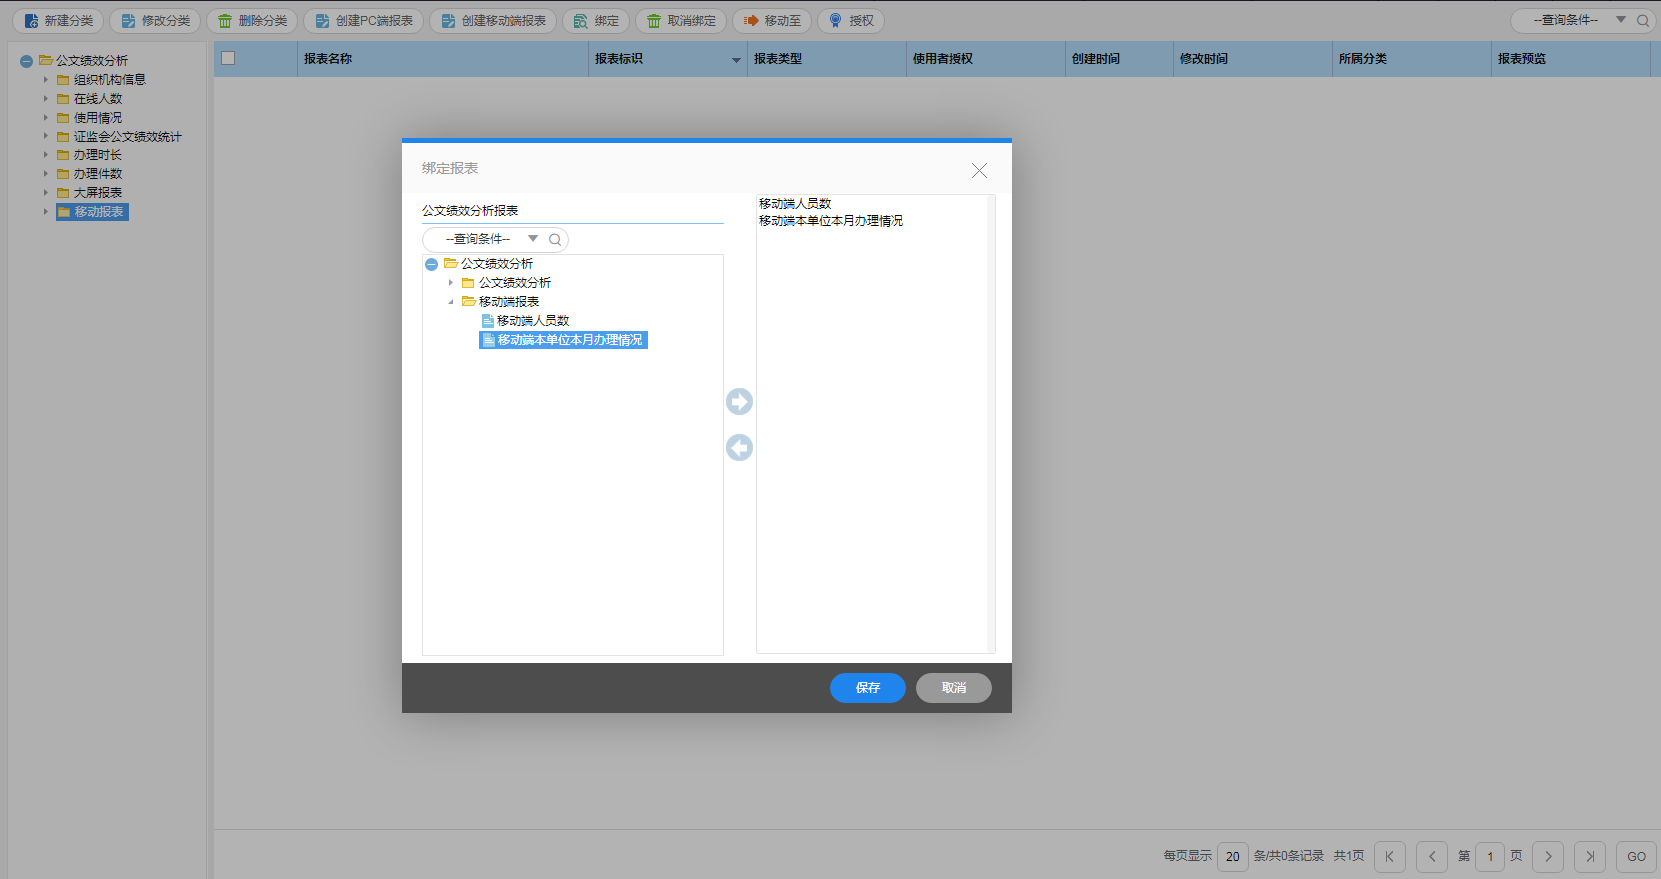 新建分类 修改分类 删除分类 创建PC端报表 创建移动端报表 绑定 取消绑定 移动至 授权 --查询条件--
公文绩效分析
组织机构信息
在线人数
使用情况
证监会公文绩效统计
办理时长
办理件数
大屏报表
移动报表
报表名称 报表标识 报表类型 使用者授权 创建时间 修改时间 所属分类 报表预览
绑定报表
公文绩效分析报表
--查询条件--
公文绩效分析
公文绩效分析
移动端报表
移动端人员数
移动端本单位本月办理情况
移动端人员数
移动端本单位本月办理情况
保存 取消
每页显示 20 条/共0条记录 共1页 第 1 页 GO